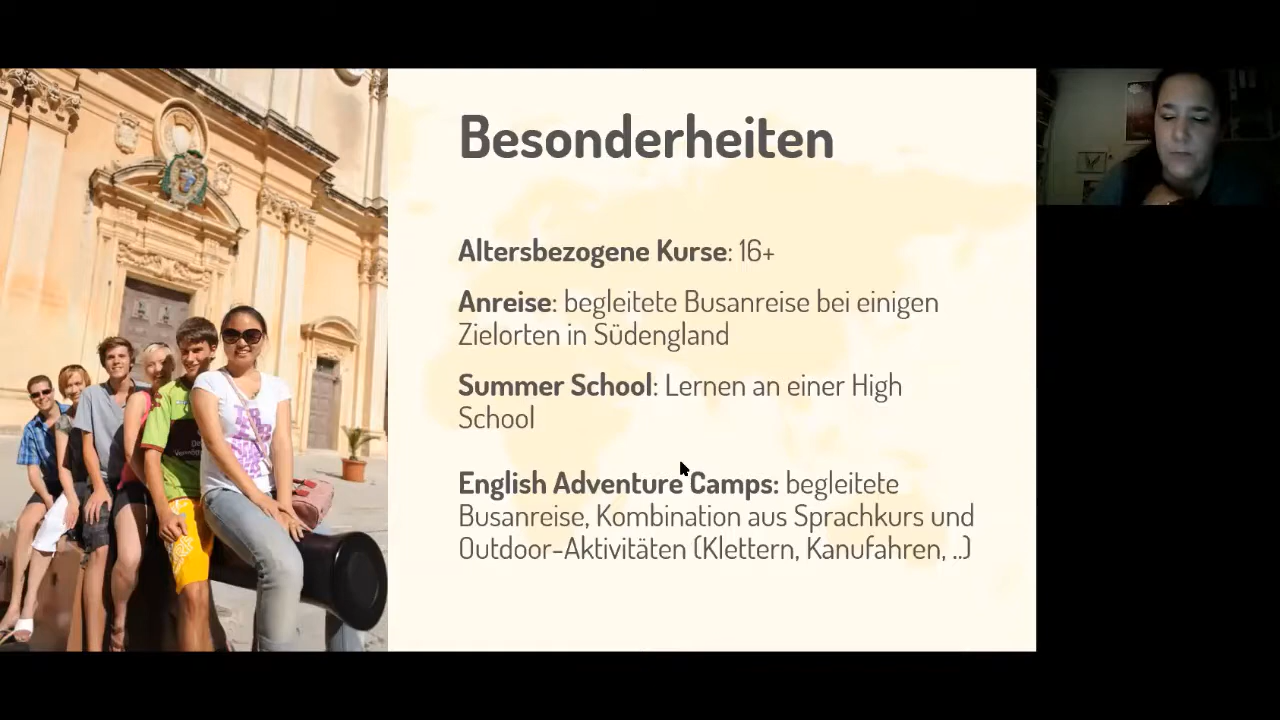 Besonderheiten
Altersbezogene Kurse: 16+
Anreise: begleitete Busanreise bei einigen
Zielorten in Südengland
Summer School: Lernen an einer High
School
English Adventure Camps: begleitete
Busanreise, Kombination aus Sprachkurs und
Outdoor-Aktivitäten (Klettern, Kanufahren, ..)